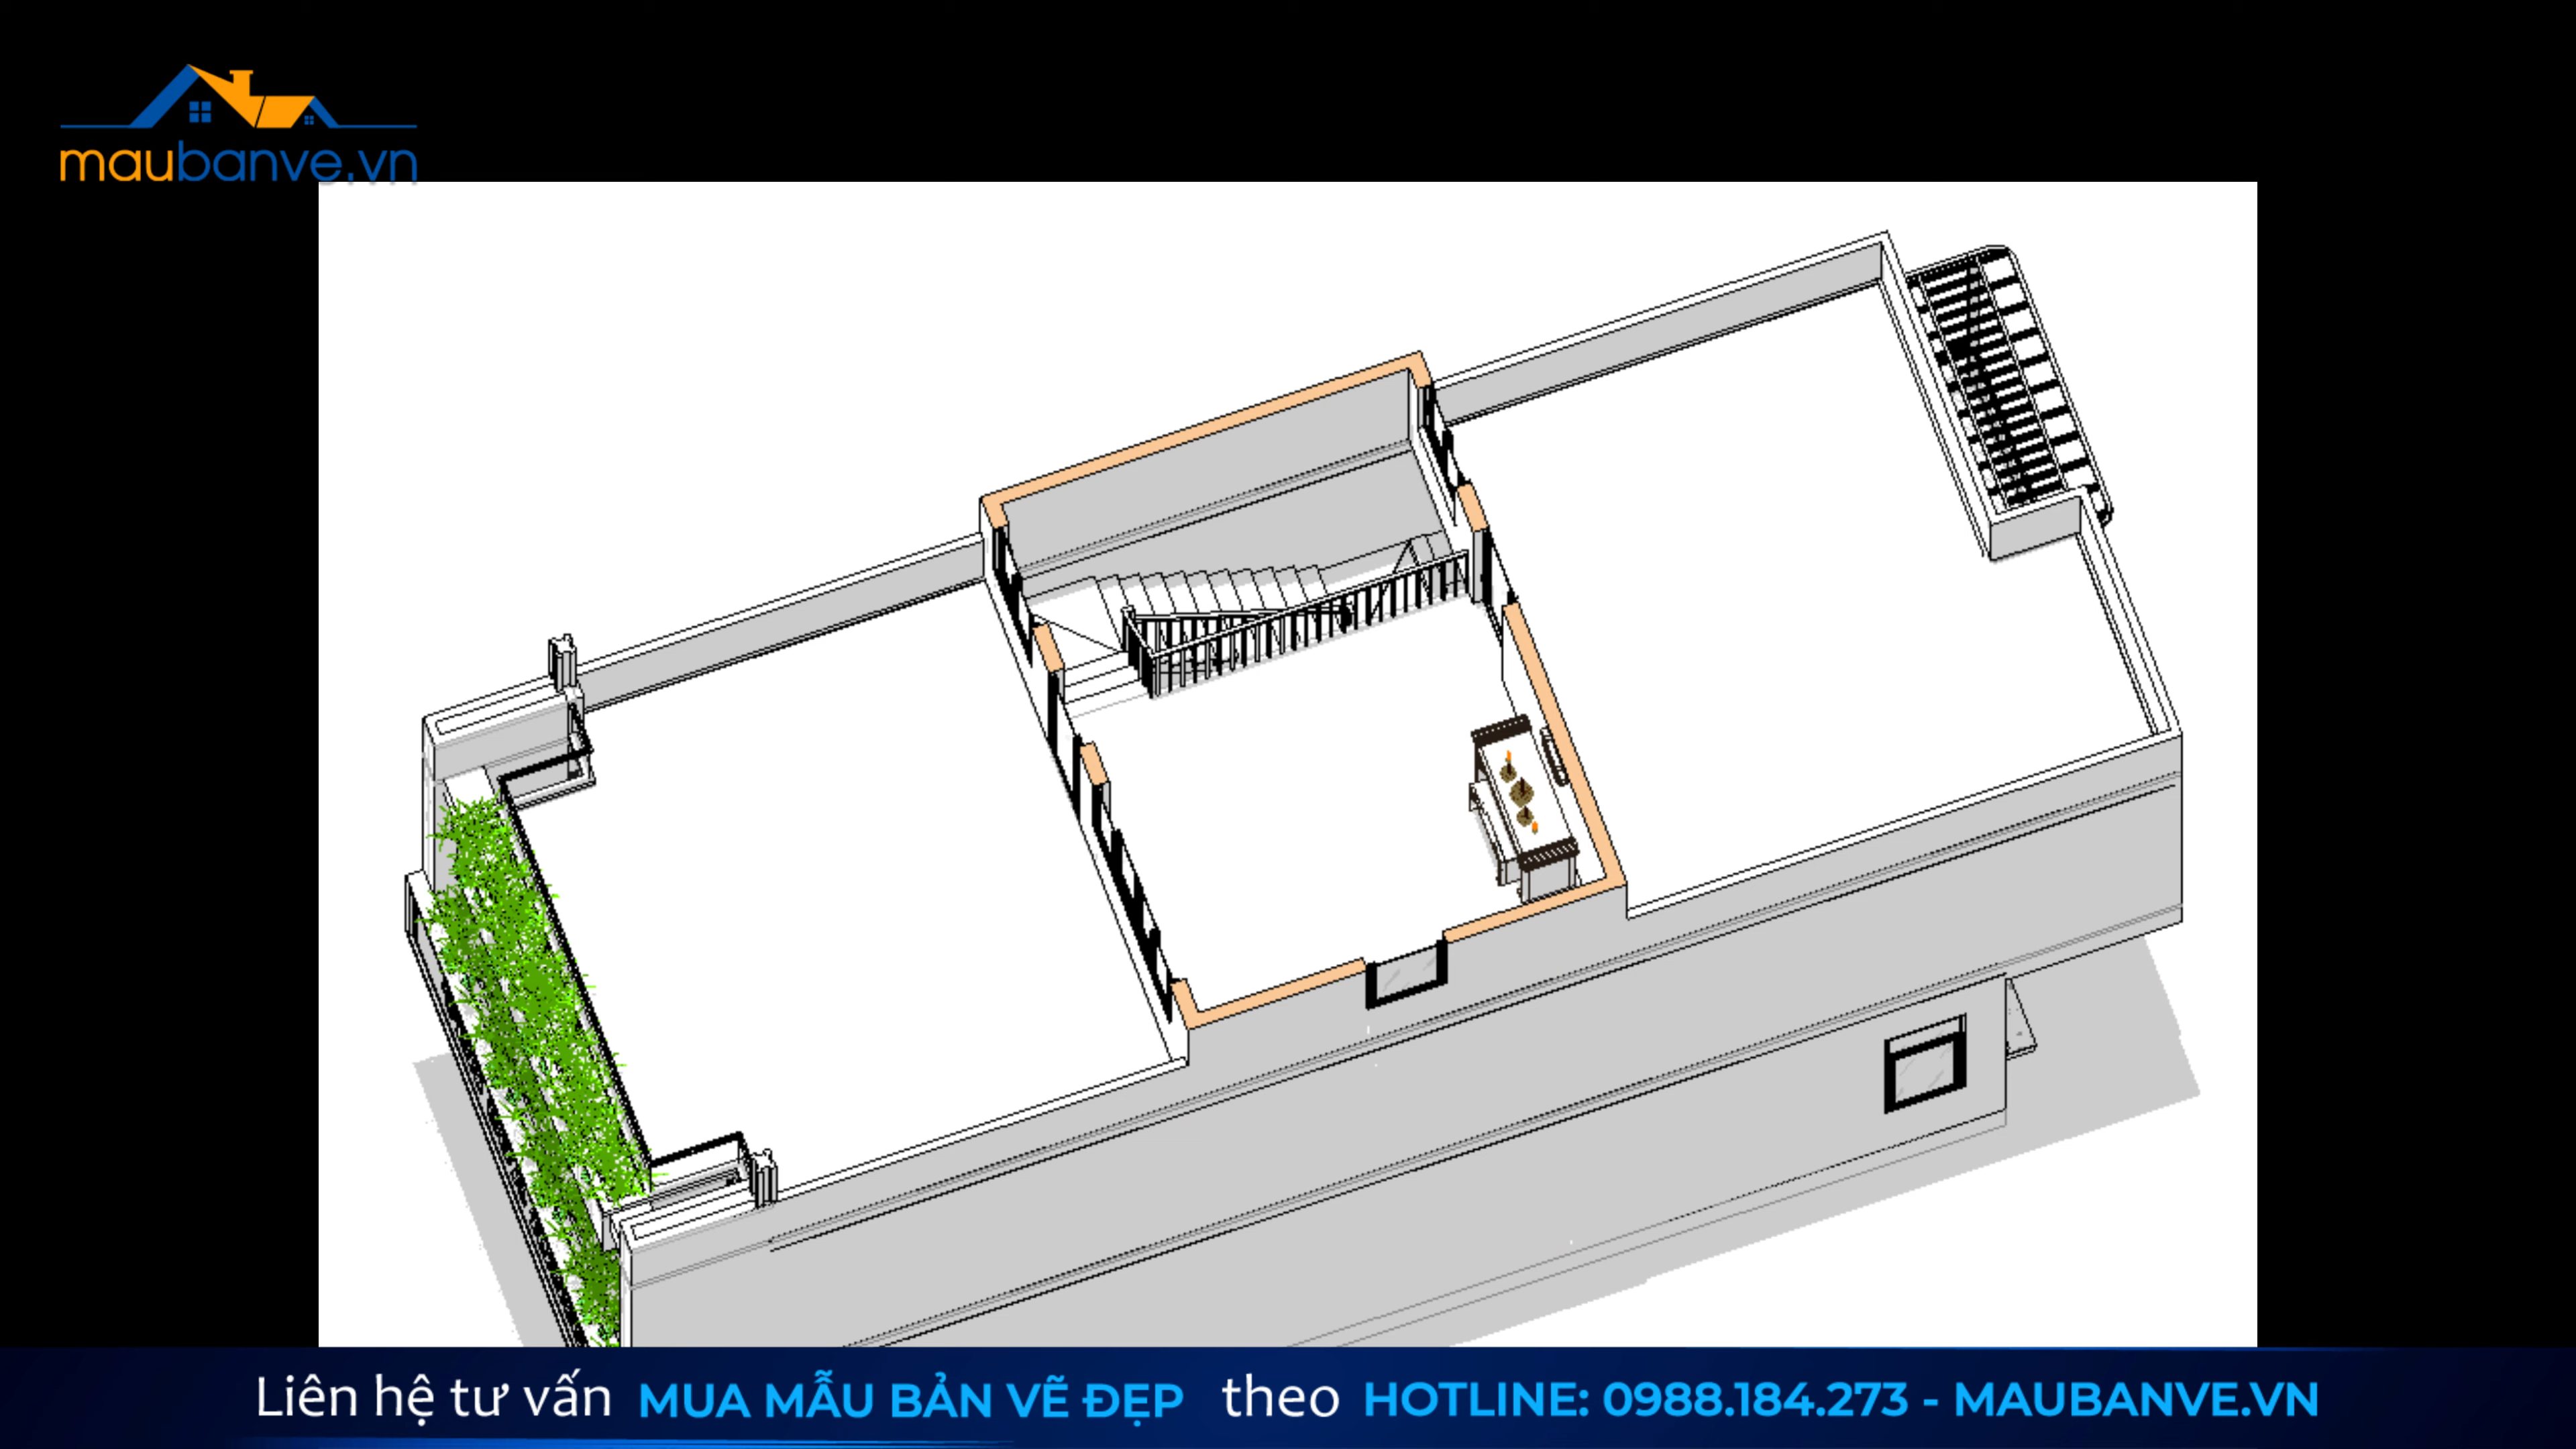 maubanve.vn
Liên hệ tư vấn MUA MẪU BẢN VẼ ĐẸP theo HOTLINE: 0988.184.273 - MAUBANVE.VN